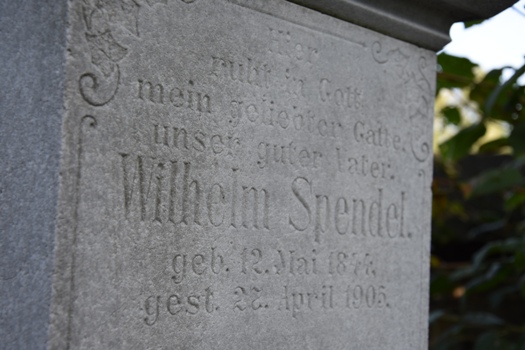 Hier
ruht in Gott
mein geliebter Gatte,
unser guter Vater.
Wilhelm Spendel.
geb. 12. Mai 1844.
gest. 22. April 1905.